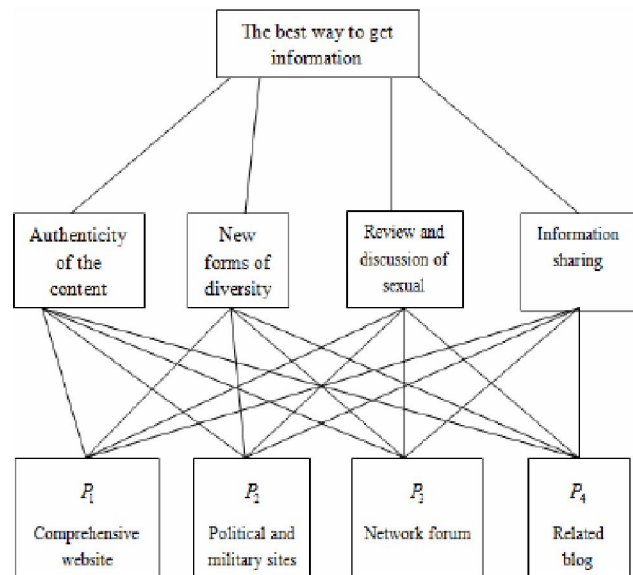 The best way to get
information
Authenticity
of the
content
New
forms of
diversity
Review and
discussion of
sexual
Information
sharing
P1
Comprehensive
website
P2
Political and
military sites
P3
Network forum
P4
Related
blog